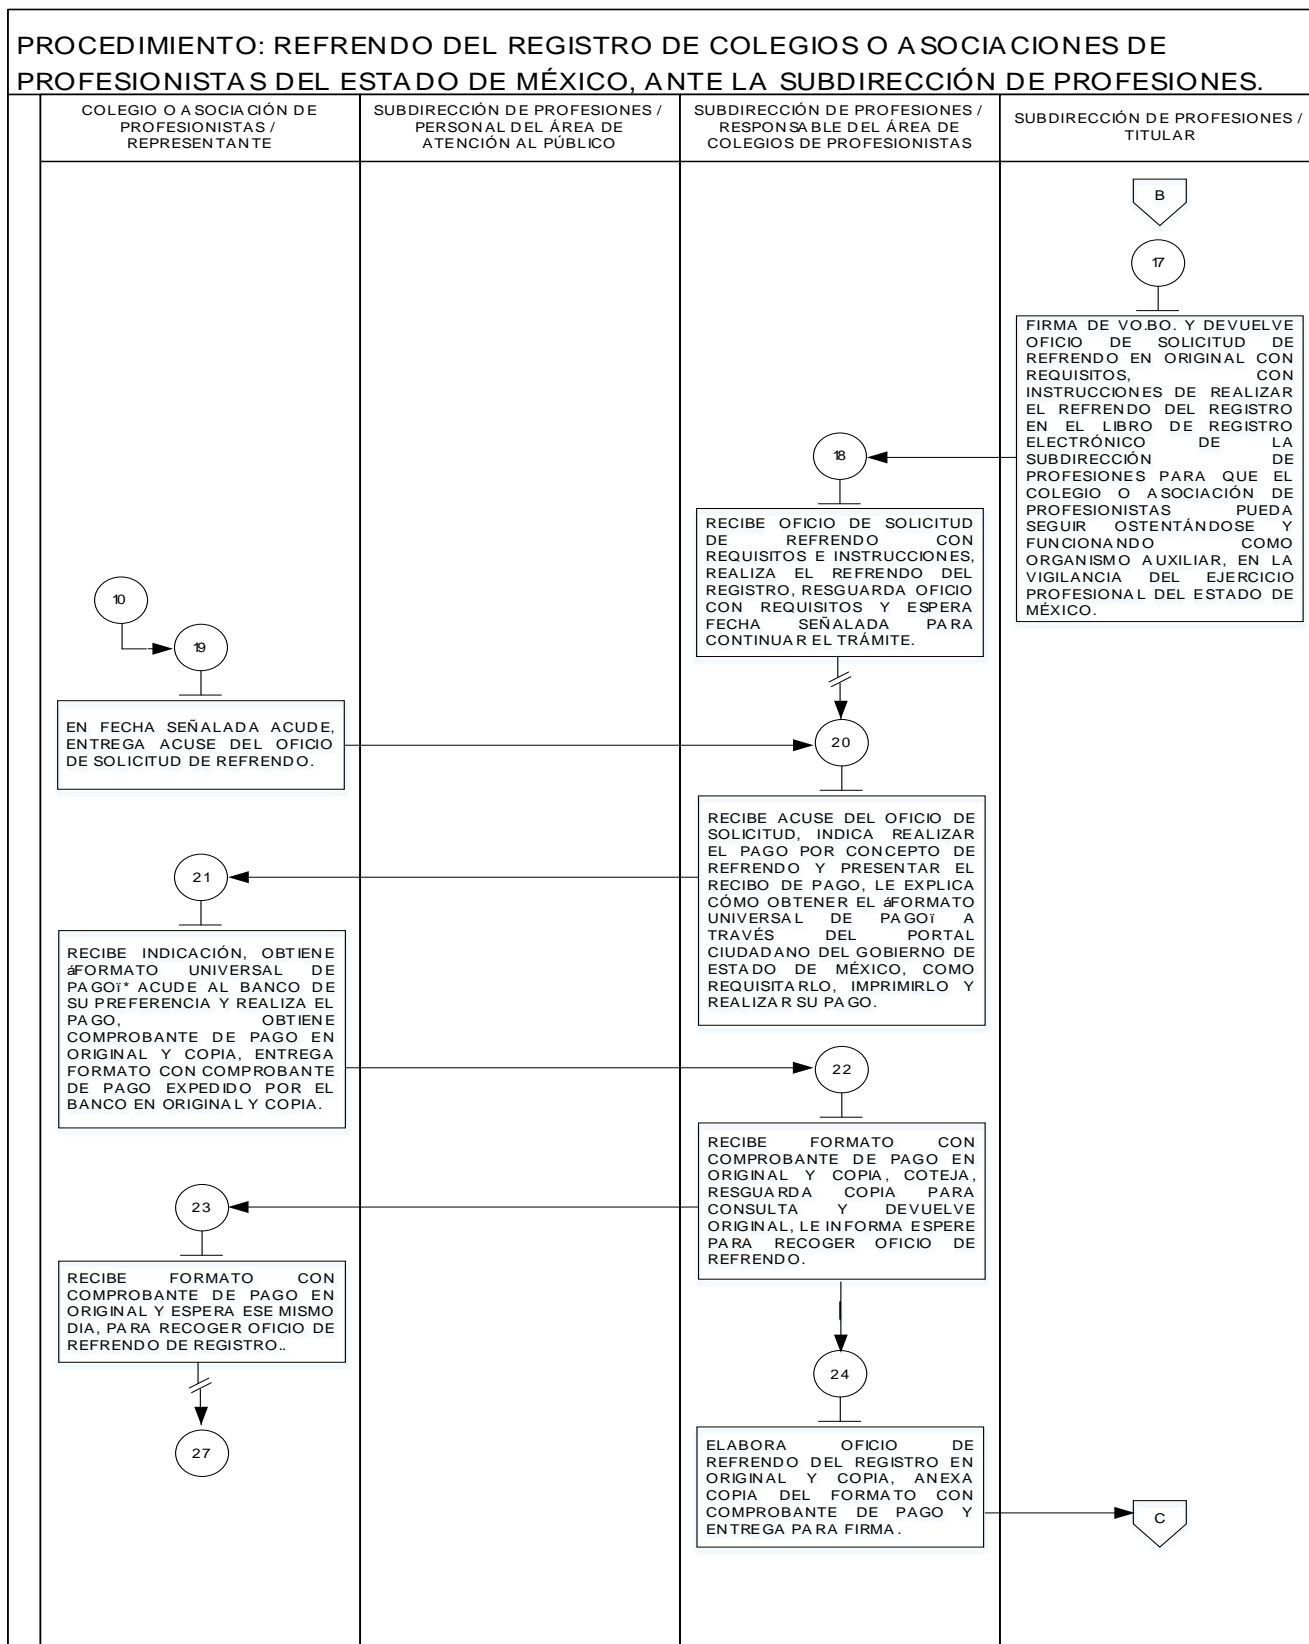 PROCEDIMIENTO: REFRENDO DEL REGISTRO DE COLEGIOS O ASOCIACIONES DE
PROFESIONISTAS DEL ESTADO DE MÉXICO, ANTE LA SUBDIRECCIÓN DE PROFESIONES.
COLEGIO O ASOCIACIÓN DE
PROFESIONISTAS /
REPRESENTANTE
SUBDIRECCIÓN DE PROFESIONES /
PERSONAL DEL ÁREA DE
ATENCIÓN AL PÚBLICO
SUBDIRECCIÓN DE PROFESIONES /
RESPONSABLE DEL ÁREA DE
COLEGIOS DE PROFESIONISTAS
SUBDIRECCIÓN DE PROFESIONES /
TITULAR
B
17
FIRMA DE VO.BO. Y DEVUELVE
OFICIO DE SOLICITUD DE
REFRENDO EN ORIGINAL CON
REQUISITOS, CON
INSTRUCCIONES DE REALIZAR
EL REFRENDO DEL REGISTRO
EN EL LIBRO DE REGISTRO
ELECTRÓNICO DE LA
SUBDIRECCIÓN DE
PROFESIONES PARA QUE EL
COLEGIO O ASOCIACIÓN DE
PROFESIONISTAS PUEDA
SEGUIR OSTENTÁNDOSE Y
FUNCIONANDO COMO
ORGANISMO AUXILIAR, EN LA
VIGILANCIA DEL EJERCICIO
PROFESIONAL DEL ESTADO DE
MÉXICO.
18
RECIBE OFICIO DE SOLICITUD
DE REFRENDO CON
REQUISITOS E INSTRUCCIONES,
REALIZA EL REFRENDO DEL
REGISTRO, RESGUARDA OFICIO
CON REQUISITOS Y ESPERA
FECHA SEÑALADA PARA
CONTINUAR EL TRÁMITE.
10
19
EN FECHA SEÑALADA ACUDE,
ENTREGA ACUSE DEL OFICIO
DE SOLICITUD DE REFRENDO.
20
RECIBE ACUSE DEL OFICIO DE
SOLICITUD, INDICA REALIZAR
EL PAGO POR CONCEPTO DE
REFRENDO Y PRESENTAR EL
RECIBO DE PAGO, LE EXPLICA
CÓMO OBTENER EL áFORMATO
UNIVERSAL DE PAGOï A
TRAVÉS DEL PORTAL
CIUDADANO DEL GOBIERNO DE
ESTADO DE MÉXICO, COMO
REQUISITARLO, IMPRIMIRLO Y
REALIZAR SU PAGO.
21
RECIBE INDICACIÓN, OBTIENE
áFORMATO UNIVERSAL DE
PAGOï* ACUDE AL BANCO DE
SU PREFERENCIA Y REALIZA EL
PAGO, OBTIENE
COMPROBANTE DE PAGO EN
ORIGINAL Y COPIA, ENTREGA
FORMATO CON COMPROBANTE
DE PAGO EXPEDIDO POR EL
BANCO EN ORIGINAL Y COPIA.
22
RECIBE FORMATO CON
COMPROBANTE DE PAGO EN
ORIGINAL Y COPIA, COTEJA,
RESGUARDA COPIA PARA
CONSULTA Y DEVUELVE
ORIGINAL, LE INFORMA ESPERE
PARA RECOGER OFICIO DE
REFRENDO.
23
RECIBE FORMATO CON
COMPROBANTE DE PAGO EN
ORIGINAL Y ESPERA ESE MISMO
DIA, PARA RECOGER OFICIO DE
REFRENDO DE REGISTRO..
27
24
ELABORA OFICIO DE
REFRENDO DEL REGISTRO EN
ORIGINAL Y COPIA, ANEXA
COPIA DEL FORMATO CON
COMPROBANTE DE PAGO Y
ENTREGA PARA FIRMA.
C